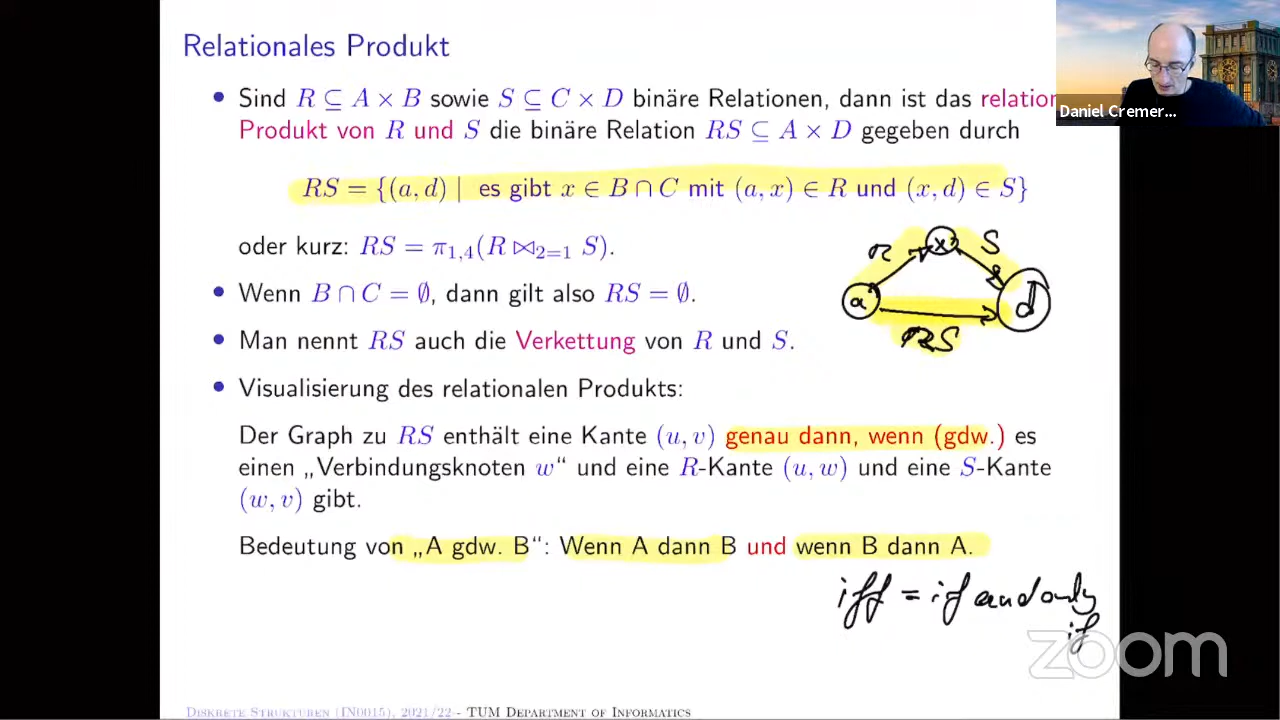 Relationales Produkt
• Sind R ⊆ A × B sowie S ⊆ C × D binäre Relationen, dann ist das relation
Produkt von R und S die binäre Relation RS ⊆ A × D gegeben durch
RS = {(a, d) | es gibt x ∈ B ∩ C mit (a, x) ∈ R und (x, d) ∈ S}
oder kurz: RS = π₁,₄(R ⋈₂₌₁ S).
• Wenn B ∩ C = ∅, dann gilt also RS = ∅.
• Man nennt RS auch die Verkettung von R und S.
• Visualisierung des relationalen Produkts:
Der Graph zu RS enthält eine Kante (u, v) genau dann, wenn (gdw.) es
einen „Verbindungsknoten w“ und eine R-Kante (u, w) und eine S-Kante
(w, v) gibt.
Bedeutung von „A gdw. B“: Wenn A dann B und wenn B dann A.
R x S
a d
RS
iff = if and only
if
Daniel Cremer...
zoom
Diskrete Strukturen (IN0015), 2021/22 - TUM Department of Informatics